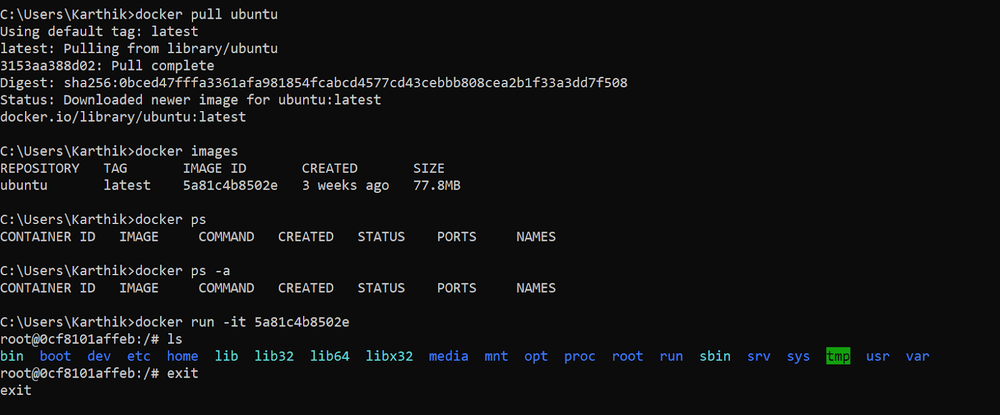 C:\Users\Karthik>docker pull ubuntu
Using default tag: latest
latest: Pulling from library/ubuntu
3153aa388d02: Pull complete
Digest: sha256:0bced47fffa3361afa981854fcabcd4577cd43cebbb808cea2b1f33a3dd7f508
Status: Downloaded newer image for ubuntu:latest
docker.io/library/ubuntu:latest

C:\Users\Karthik>docker images
REPOSITORY   TAG       IMAGE ID       CREATED       SIZE
ubuntu       latest    5a81c4b8502e   3 weeks ago   77.8MB

C:\Users\Karthik>docker ps
CONTAINER ID   IMAGE     COMMAND   CREATED   STATUS    PORTS     NAMES

C:\Users\Karthik>docker ps -a
CONTAINER ID   IMAGE     COMMAND   CREATED   STATUS    PORTS     NAMES

C:\Users\Karthik>docker run -it 5a81c4b8502e
root@0cf8101affeb:/# ls
bin  boot  dev  etc  home  lib  lib32  lib64  libx32  media  mnt  opt  proc  root  run  sbin  srv  sys  tmp  usr  var
root@0cf8101affeb:/# exit
exit